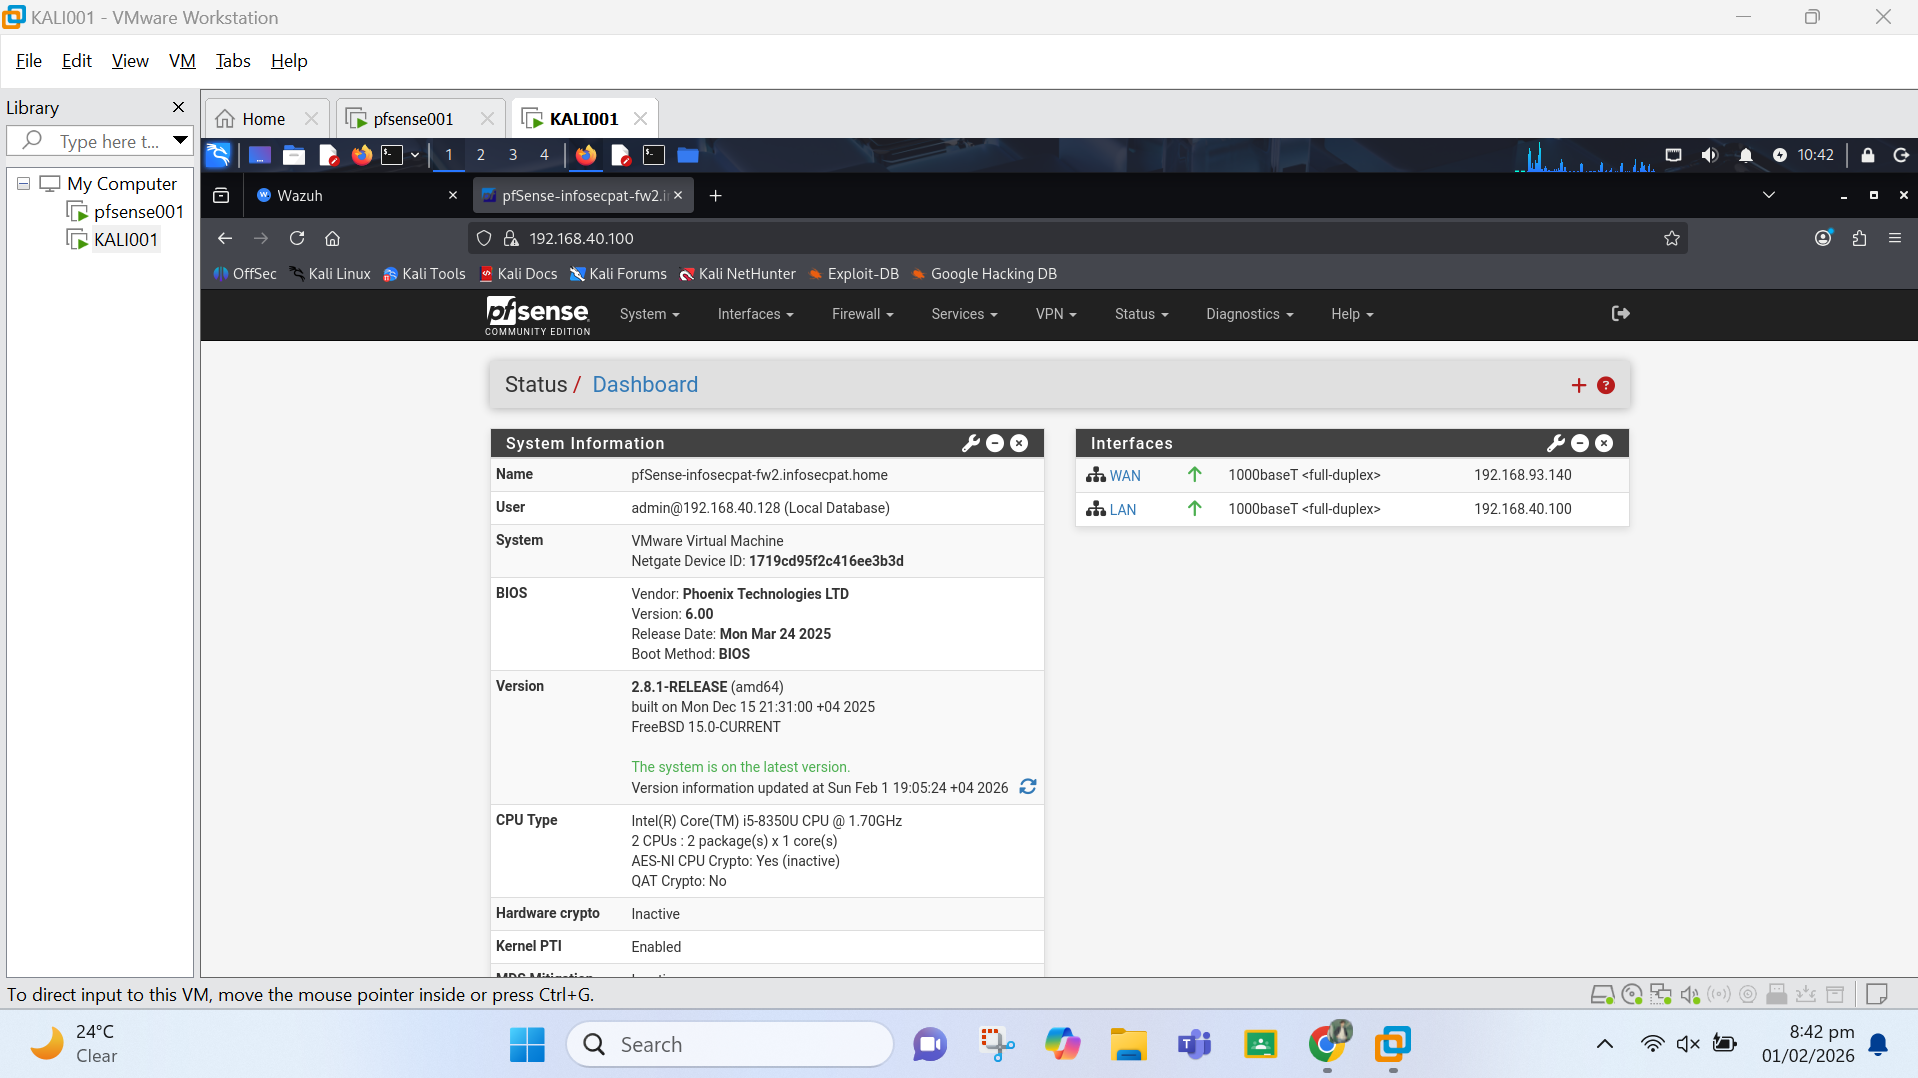 KALI001 - VMware Workstation
File Edit View VM Tabs Help
Library
Type here t...
My Computer
pfsense001
KALI001
Home
pfsense001
KALI001
1 2 3 4
10:42
Wazuh
pfSense-infosecpat-fw2.i
192.168.40.100
OffSec Kali Linux Kali Tools Kali Docs Kali Forums Kali NetHunter Exploit-DB Google Hacking DB
pfsense
COMMUNITY EDITION
System Interfaces Firewall Services VPN Status Diagnostics Help
Status / Dashboard
System Information
Name pfSense-infosecpat-fw2.infosecpat.home
User admin@192.168.40.128 (Local Database)
System VMware Virtual Machine
Netgate Device ID: 1719cd95f2c416ee3b3d
BIOS Vendor: Phoenix Technologies LTD
Version: 6.00
Release Date: Mon Mar 24 2025
Boot Method: BIOS
Version 2.8.1-RELEASE (amd64)
built on Mon Dec 15 21:31:00 +04 2025
FreeBSD 15.0-CURRENT
The system is on the latest version.
Version information updated at Sun Feb 1 19:05:24 +04 2026
CPU Type Intel(R) Core(TM) i5-8350U CPU @ 1.70GHz
2 CPUs : 2 package(s) x 1 core(s)
AES-NI CPU Crypto: Yes (inactive)
QAT Crypto: No
Hardware crypto Inactive
Kernel PTI Enabled
Interfaces
WAN 1000baseT <full-duplex> 192.168.93.140
LAN 1000baseT <full-duplex> 192.168.40.100
To direct input to this VM, move the mouse pointer inside or press Ctrl+G.
24°C
Clear
Search
8:42 pm
01/02/2026